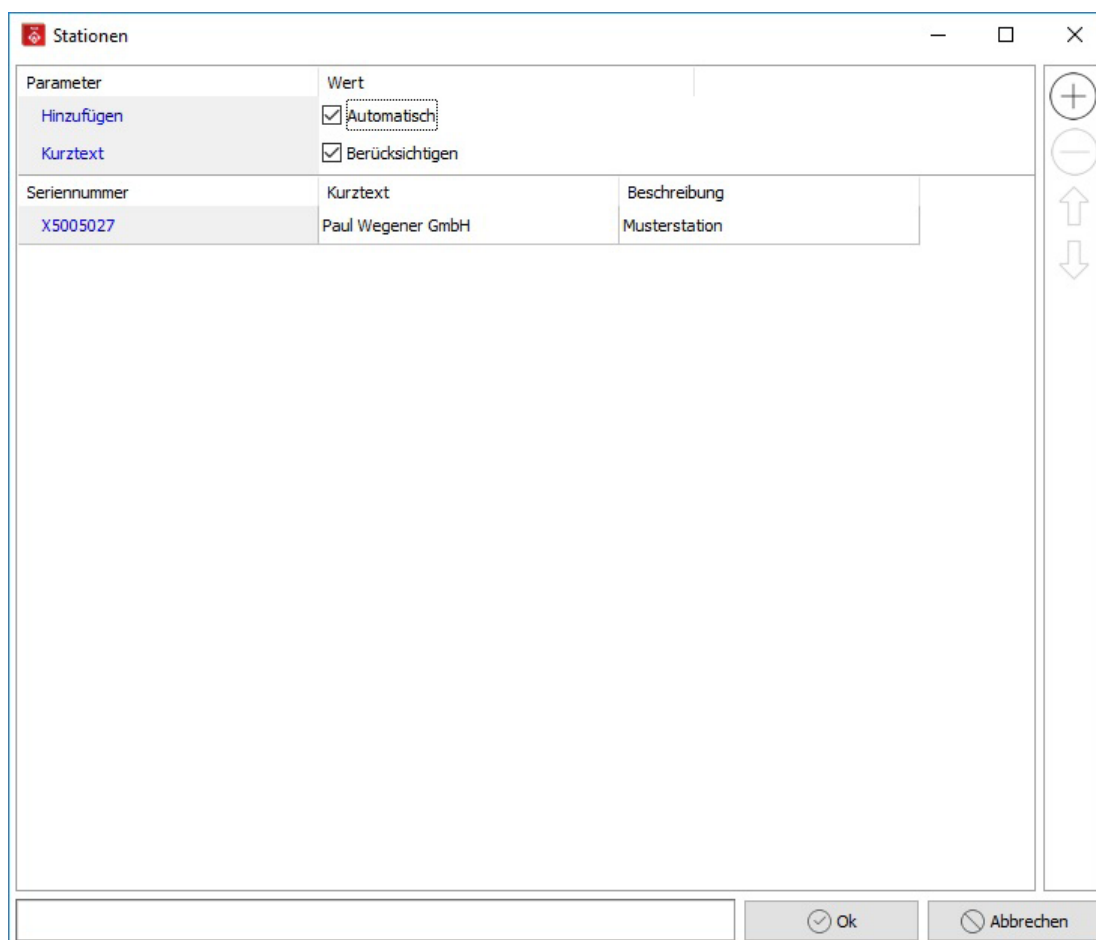 Stationen
Parameter Wert
Hinzufügen Automatisch
Kurztext Berücksichtigen
Seriennummer Kurztext Beschreibung
X5005027 Paul Wegener GmbH Musterstation
Ok Abbrechen